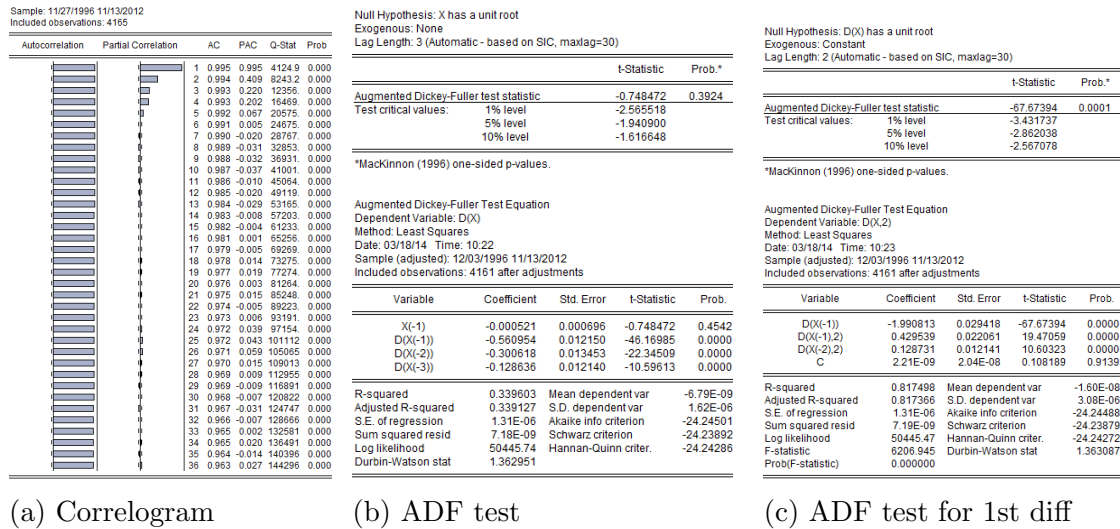 Sample: 11/27/1996 11/13/2012
Included observations: 4165
Autocorrelation Partial Correlation AC PAC Q-Stat Prob
1 0.995 0.995 4124.9 0.000
2 0.994 0.409 8243.2 0.000
3 0.993 0.220 12356. 0.000
4 0.993 0.202 16469. 0.000
5 0.992 0.067 20575. 0.000
6 0.991 0.005 24675. 0.000
7 0.990 -0.020 28767. 0.000
8 0.989 -0.031 32853. 0.000
9 0.988 -0.032 36931. 0.000
10 0.987 -0.037 41001. 0.000
11 0.986 -0.010 45064. 0.000
12 0.985 -0.020 49119. 0.000
13 0.984 -0.029 53165. 0.000
14 0.983 -0.008 57203. 0.000
15 0.982 -0.004 61233. 0.000
16 0.981 0.001 65256. 0.000
17 0.979 -0.005 69269. 0.000
18 0.978 0.014 73275. 0.000
19 0.977 0.019 77274. 0.000
20 0.976 0.003 81264. 0.000
21 0.975 0.015 85248. 0.000
22 0.974 -0.005 89223. 0.000
23 0.973 0.006 93191. 0.000
24 0.972 0.039 97154. 0.000
25 0.972 0.043 101112 0.000
26 0.971 0.059 105065 0.000
27 0.970 0.015 109013 0.000
28 0.969 0.009 112955 0.000
29 0.969 -0.009 116891 0.000
30 0.968 -0.007 120822 0.000
31 0.967 -0.031 124747 0.000
32 0.966 -0.007 128666 0.000
33 0.965 0.002 132581 0.000
34 0.965 0.020 136491 0.000
35 0.964 -0.014 140396 0.000
36 0.963 0.027 144296 0.000
(a) Correlogram
Null Hypothesis: X has a unit root
Exogenous: None
Lag Length: 3 (Automatic - based on SIC, maxlag=30)
t-Statistic Prob.*
Augmented Dickey-Fuller test statistic -0.748472 0.3924
Test critical values: 1% level -2.565518
5% level -1.940900
10% level -1.616648
*MacKinnon (1996) one-sided p-values.
Augmented Dickey-Fuller Test Equation
Dependent Variable: D(X)
Method: Least Squares
Date: 03/18/14 Time: 10:22
Sample (adjusted): 12/03/1996 11/13/2012
Included observations: 4161 after adjustments
Variable Coefficient Std. Error t-Statistic Prob.
X(-1) -0.000521 0.000696 -0.748472 0.4542
D(X(-1)) -0.560954 0.012150 -46.16985 0.0000
D(X(-2)) -0.300618 0.013453 -22.34509 0.0000
D(X(-3)) -0.128636 0.012140 -10.59613 0.0000
R-squared 0.339603 Mean dependent var -6.79E-09
Adjusted R-squared 0.339127 S.D. dependent var 1.62E-06
S.E. of regression 1.31E-06 Akaike info criterion -24.24501
Sum squared resid 7.18E-09 Schwarz criterion -24.23892
Log likelihood 50445.74 Hannan-Quinn criter. -24.24286
Durbin-Watson stat 1.362951
(b) ADF test
Null Hypothesis: D(X) has a unit root
Exogenous: Constant
Lag Length: 2 (Automatic - based on SIC, maxlag=30)
t-Statistic Prob.*
Augmented Dickey-Fuller test statistic -67.67394 0.0001
Test critical values: 1% level -3.431737
5% level -2.862038
10% level -2.567078
*MacKinnon (1996) one-sided p-values.
Augmented Dickey-Fuller Test Equation
Dependent Variable: D(X,2)
Method: Least Squares
Date: 03/18/14 Time: 10:23
Sample (adjusted): 12/03/1996 11/13/2012
Included observations: 4161 after adjustments
Variable Coefficient Std. Error t-Statistic Prob.
D(X(-1)) -1.990813 0.029418 -67.67394 0.0000
D(X(-1),2) 0.429539 0.022061 19.47059 0.0000
D(X(-2),2) 0.128731 0.012141 10.60323 0.0000
C 2.21E-09 2.04E-08 0.108189 0.9139
R-squared 0.817498 Mean dependent var -1.60E-08
Adjusted R-squared 0.817366 S.D. dependent var 3.08E-06
S.E. of regression 1.31E-06 Akaike info criterion -24.24488
Sum squared resid 7.19E-09 Schwarz criterion -24.23879
Log likelihood 50445.47 Hannan-Quinn criter. -24.24272
F-statistic 6206.945 Durbin-Watson stat 1.363087
Prob(F-statistic) 0.000000
(c) ADF test for 1st diff